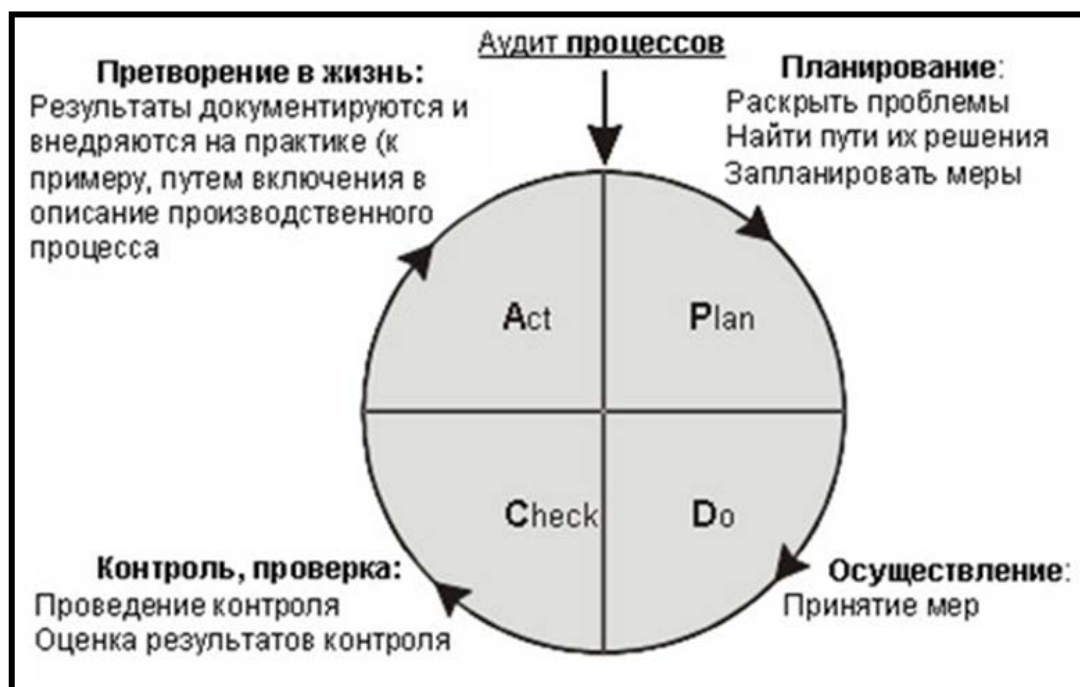 Аудит процессов
Претворение в жизнь:
Результаты документируются и
внедряются на практике (к
примеру, путем включения в
описание производственного
процесса
Планирование:
Раскрыть проблемы
Найти пути их решения
Запланировать меры
Act
Plan
Check
Do
Контроль, проверка:
Проведение контроля
Оценка результатов контроля
Осуществление:
Принятие мер